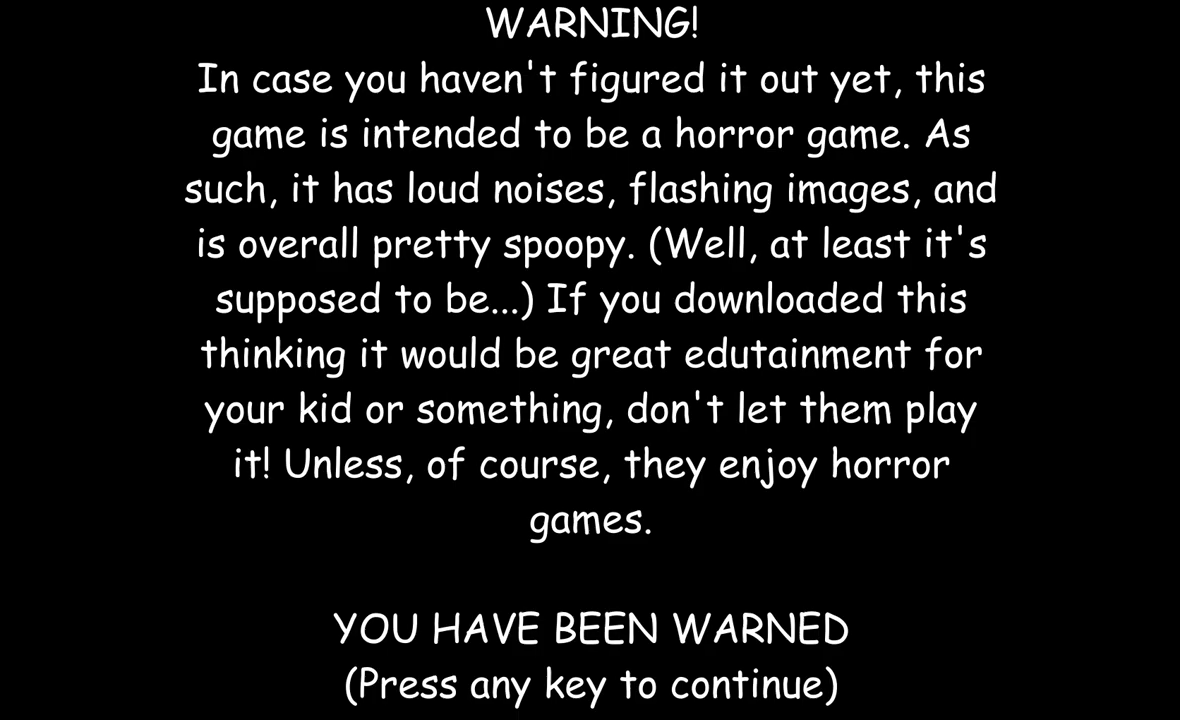 WARNING!
In case you haven't figured it out yet, this
game is intended to be a horror game. As
such, it has loud noises, flashing images, and
is overall pretty spoopy. (Well, at least it's
supposed to be...) If you downloaded this
thinking it would be great edutainment for
your kid or something, don't let them play
it! Unless, of course, they enjoy horror
games.
YOU HAVE BEEN WARNED
(Press any key to continue)